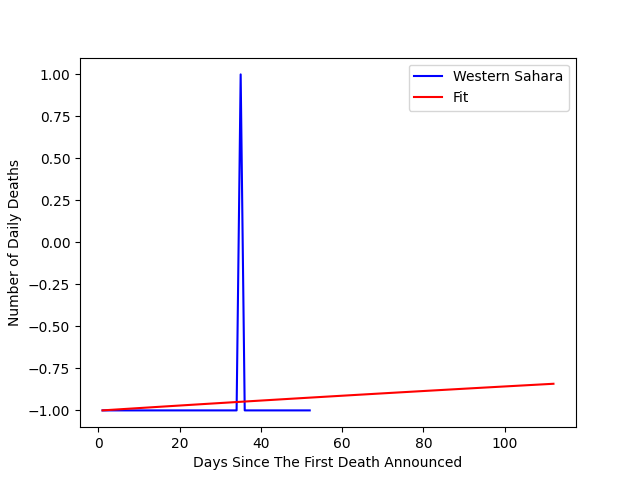 Western Sahara
Fit
1.00
0.75
0.50
0.25
0.00
−0.25
−0.50
−0.75
−1.00
Number of Daily Deaths
0 20 40 60 80 100
Days Since The First Death Announced